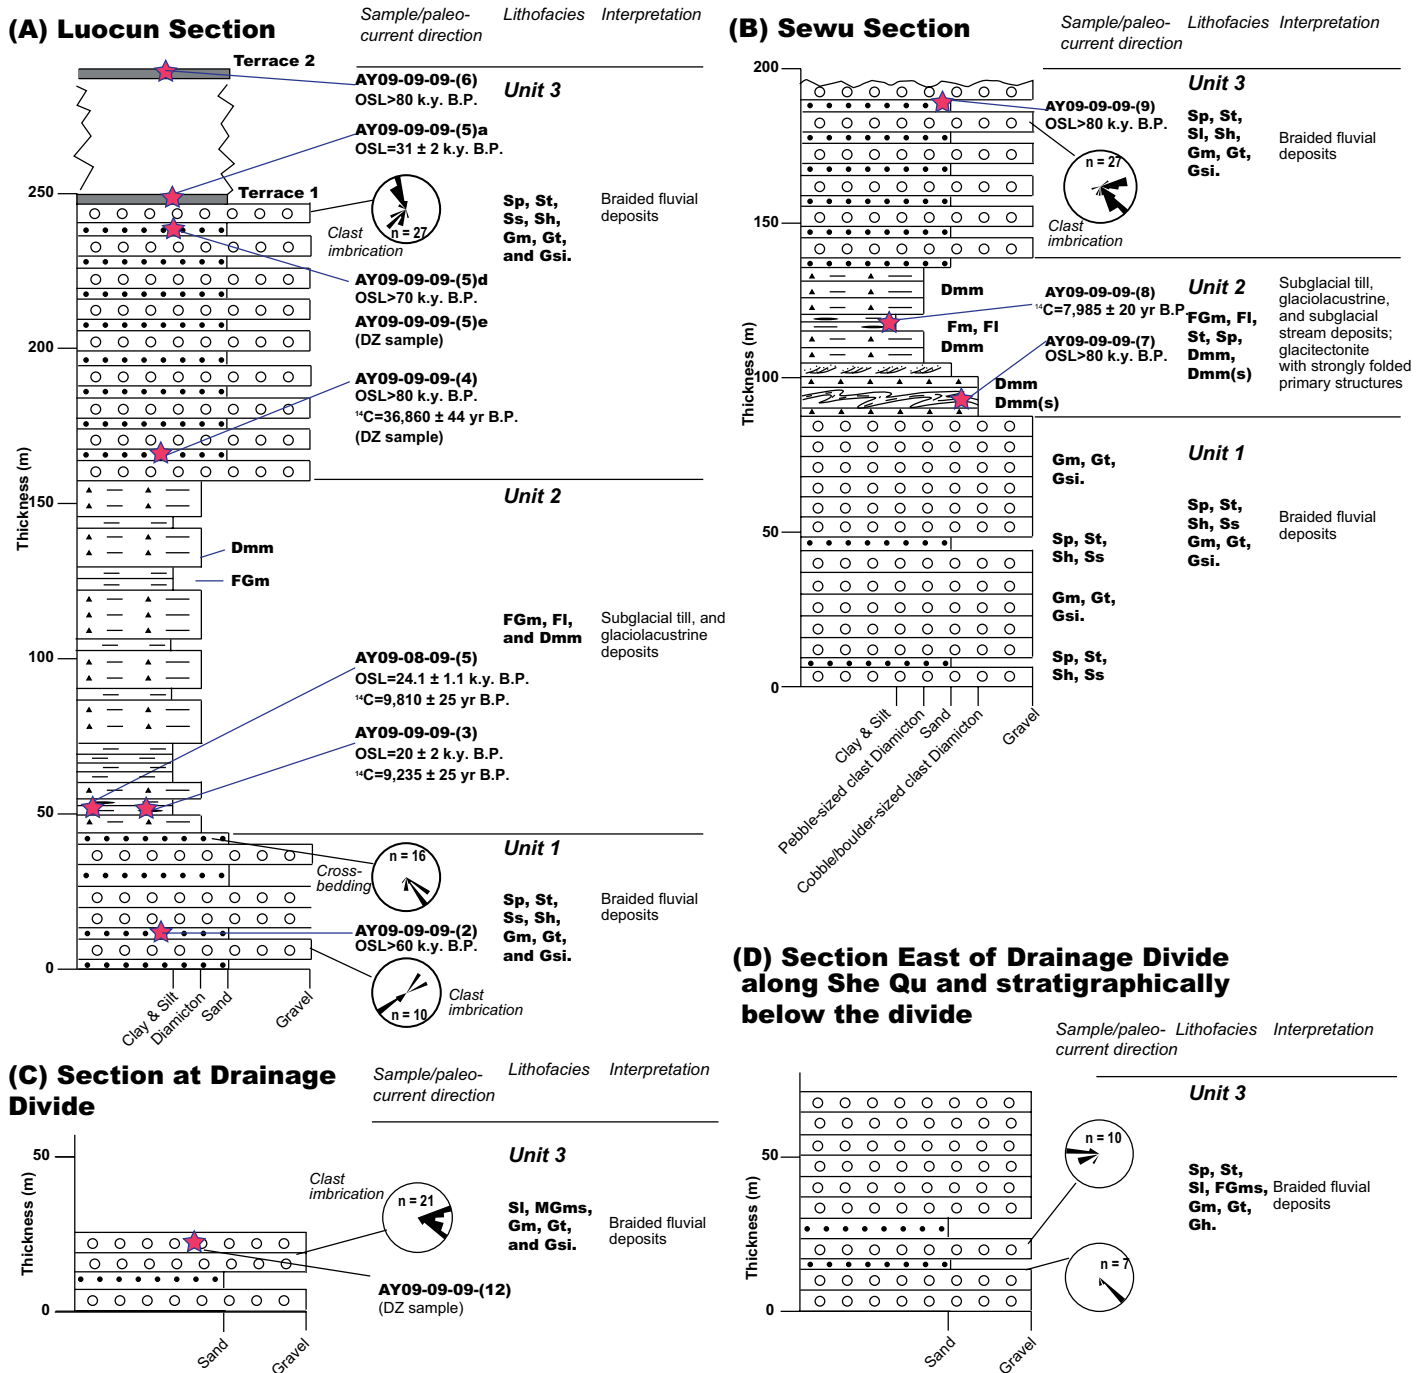 (A) Luocun Section
Sample/paleo-
current direction
Lithofacies
Interpretation
Terrace 2
AY09-09-09-(6)
OSL>80 k.y. B.P.
Unit 3
AY09-09-09-(5)a
OSL=31 ± 2 k.y. B.P.
250
Terrace 1
n = 27
Clast
imbrication
Sp, St,
Ss, Sh,
Gm, Gt,
and Gsi.
Braided fluvial
deposits
AY09-09-09-(5)d
OSL>70 k.y. B.P.
AY09-09-09-(5)e
(DZ sample)
200
AY09-09-09-(4)
OSL>80 k.y. B.P.
¹⁴C=36,860 ± 44 yr B.P.
(DZ sample)
Thickness (m)
150
Unit 2
Dmm
FGm
FGm, Fl,
and Dmm
Subglacial till, and
glaciolacustrine
deposits
100
AY09-08-09-(5)
OSL=24.1 ± 1.1 k.y. B.P.
¹⁴C=9,810 ± 25 yr B.P.
AY09-09-09-(3)
OSL=20 ± 2 k.y. B.P.
¹⁴C=9,235 ± 25 yr B.P.
50
Unit 1
n = 16
Cross-
bedding
Sp, St,
Ss, Sh,
Gm, Gt,
and Gsi.
Braided fluvial
deposits
AY09-09-09-(2)
OSL>60 k.y. B.P.
0
n = 10
Clast
imbrication
Clay & Silt
Diamicton
Sand
Gravel
(B) Sewu Section
Sample/paleo-
current direction
Lithofacies
Interpretation
200
Unit 3
AY09-09-09-(9)
OSL>80 k.y. B.P.
Sp, St,
Sl, Sh,
Gm, Gt,
Gsi.
Braided fluvial
deposits
n = 27
Clast
imbrication
150
Dmm
AY09-09-09-(8)
¹⁴C=7,985 ± 20 yr B.P.
Unit 2
FGm, Fl,
St, Sp,
Dmm,
Dmm(s)
Subglacial till,
glaciolacustrine,
and subglacial
stream deposits;
glacitectonite
with strongly folded
primary structures
Fm, Fl
Dmm
AY09-09-09-(7)
OSL>80 k.y. B.P.
100
Dmm
Dmm(s)
Thickness (m)
Unit 1
Gm, Gt,
Gsi.
Sp, St,
Sh, Ss
Gm, Gt,
Gsi.
Braided fluvial
deposits
50
Sp, St,
Sh, Ss
Gm, Gt,
Gsi.
Sp, St,
Sh, Ss
0
Clay & Silt
Pebble-sized clast Diamicton
Sand
Cobble/boulder-sized clast Diamicton
Gravel
(C) Section at Drainage
Divide
Sample/paleo-
current direction
Lithofacies
Interpretation
50
Unit 3
Clast
imbrication
n = 21
Sl, MGms,
Gm, Gt,
and Gsi.
Braided fluvial
deposits
Thickness (m)
AY09-09-09-(12)
(DZ sample)
0
Sand
Gravel
(D) Section East of Drainage Divide
along She Qu and stratigraphically
below the divide
Sample/paleo-
current direction
Lithofacies
Interpretation
Unit 3
n = 10
50
Sp, St,
Sl, FGms,
Gm, Gt,
Gh.
Braided fluvial
deposits
Thickness (m)
n = 7
0
Sand
Gravel